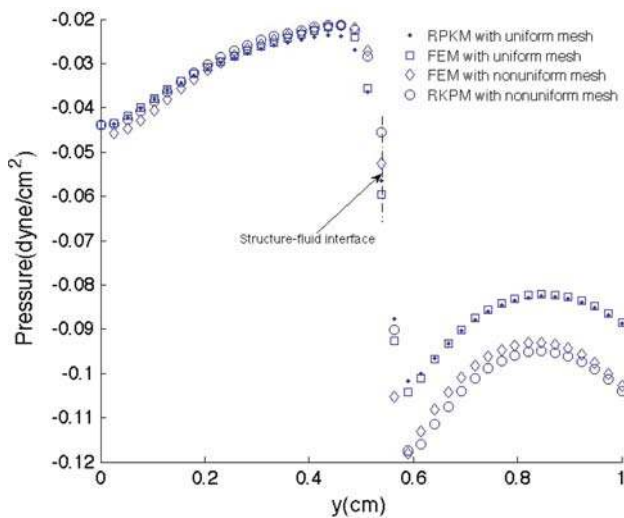 -0.02
-0.03
-0.04
-0.05
-0.06
-0.07
-0.08
-0.09
-0.1
-0.11
-0.12
Pressure(dyne/cm²)
RPKM with uniform mesh
FEM with uniform mesh
FEM with nonuniform mesh
RKPM with nonuniform mesh
Structure-fluid interface
0 0.2 0.4 0.6 0.8 1
y(cm)